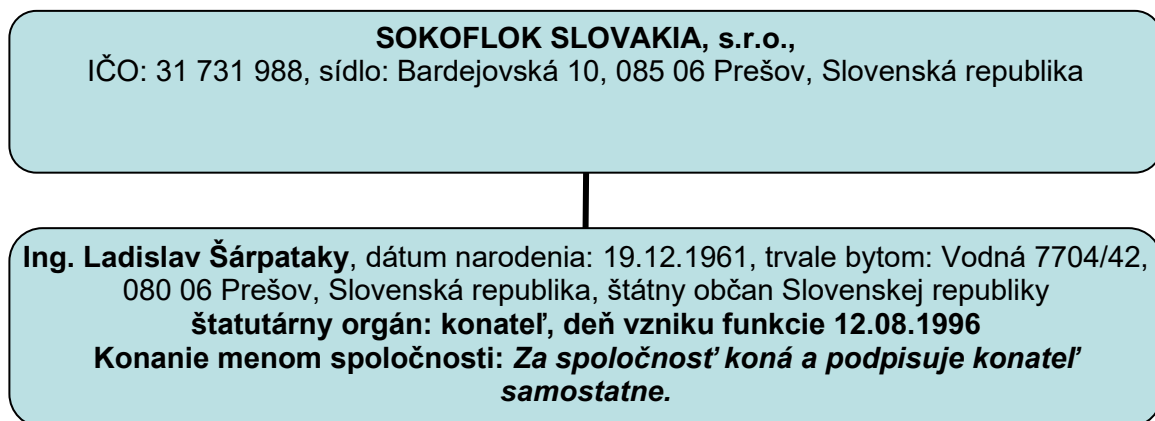 SOKOFLOK SLOVAKIA, s.r.o.,
IČO: 31 731 988, sídlo: Bardejovská 10, 085 06 Prešov, Slovenská republika
Ing. Ladislav Šárpataky, dátum narodenia: 19.12.1961, trvale bytom: Vodná 7704/42,
080 06 Prešov, Slovenská republika, štátny občan Slovenskej republiky
štatutárny orgán: konateľ, deň vzniku funkcie 12.08.1996
Konanie menom spoločnosti: Za spoločnosť koná a podpisuje konateľ
samostatne.